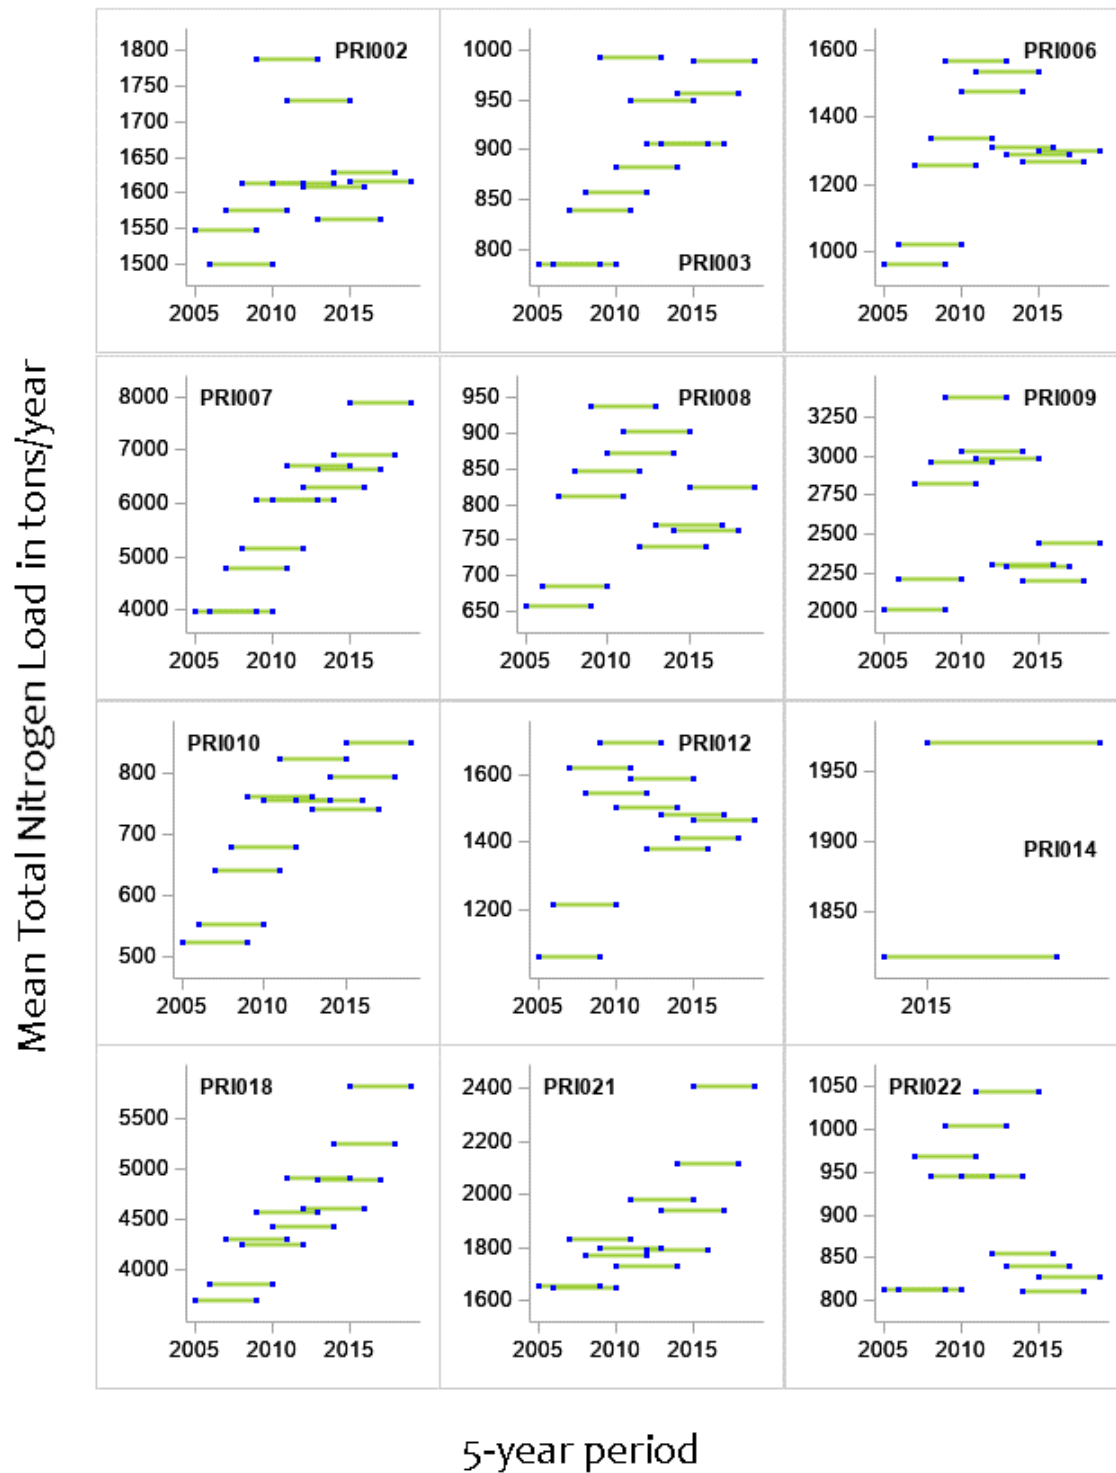 Mean Total Nitrogen Load in tons/year
PRI002
1800
1750
1700
1650
1600
1550
1500
2005 2010 2015
PRI003
1000
950
900
850
800
2005 2010 2015
PRI006
1600
1400
1200
1000
2005 2010 2015
PRI007
8000
7000
6000
5000
4000
2005 2010 2015
PRI008
950
900
850
800
750
700
650
2005 2010 2015
PRI009
3250
3000
2750
2500
2250
2000
2005 2010 2015
PRI010
800
700
600
500
2005 2010 2015
PRI012
1600
1400
1200
2005 2010 2015
PRI014
1950
1900
1850
2015
PRI018
5500
5000
4500
4000
2005 2010 2015
PRI021
2400
2200
2000
1800
1600
2005 2010 2015
PRI022
1050
1000
950
900
850
800
2005 2010 2015
5-year period